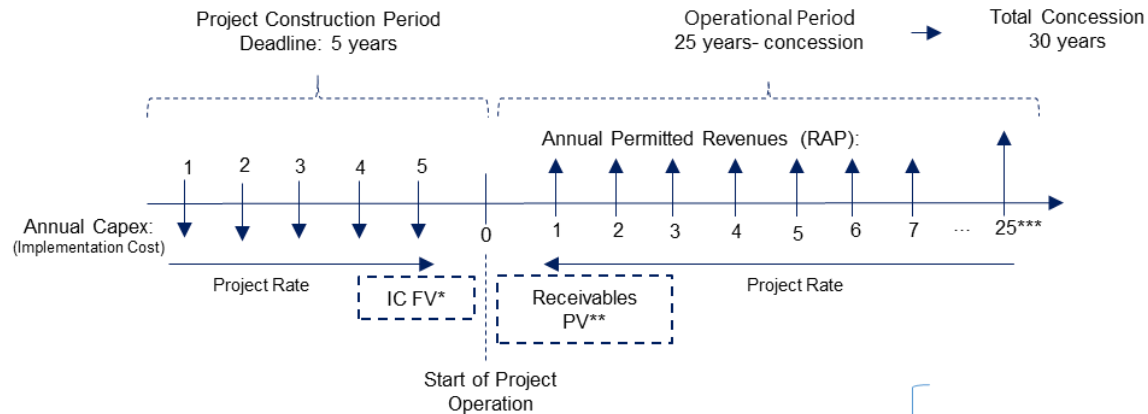 Project Construction Period
Deadline: 5 years
Operational Period
25 years- concession
Total Concession
30 years
Annual Permitted Revenues (RAP):
1 2 3 4 5
Annual Capex:
(Implementation Cost)
0 1 2 3 4 5 6 7 ... 25***
Project Rate
Project Rate
IC FV*
Receivables
PV**
Start of Project
Operation